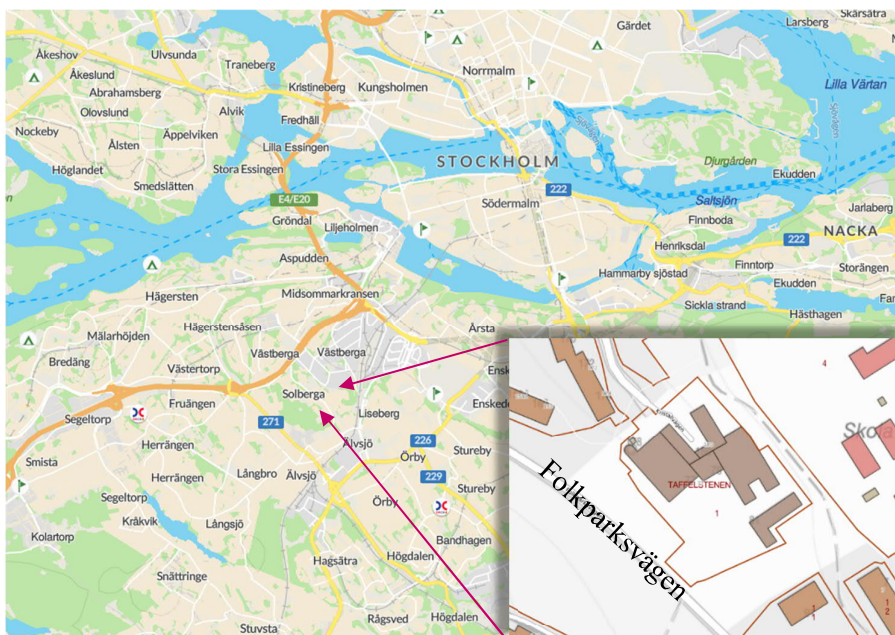 Skärsätra
Gärdet
Larsberg
Åkeshov
Ulvsunda
Traneberg
Norrmalm
Åkeslund
Abrahamsberg
Kristineberg
Kungsholmen
Lilla Värtan
Olovslund
Alvik
Fredhäll
Nockeby
Äppelviken
Ålsten
Lilla Essingen
STOCKHOLM
Djurgården
Höglandet
Stora Essingen
Ekudden
Smedslätten
222
E4/E20
Södermalm
Saltsjön
Jarlaberg
Gröndal
Finnboda
Liljeholmen
NACKA
Henriksdal
222
Aspudden
Finntorp
Storängen
Hammarby sjöstad
Ekudden
Hägersten
Midsommarkransen
Sickla strand
Hästhagen
Hägerstensåsen
Årsta
Mälarhöjden
Västberga
Västberga
Bredäng
Västertorp
Solberga
Fruängen
Liseberg
Segeltorp
271
226
Herrängen
Älvsjö
Stureby
Örby
Smista
Långbro
Älvsjö
229
Herrängen
Stureby
Segeltorp
Örby
Kråkvik
Långsjö
Kolartorp
Bandhagen
Hagsätra
Högdalen
Snättringe
Rågsved
Högdalen
Stuvsta
4
TAFFELSTENEN
1
Folkparksvägen